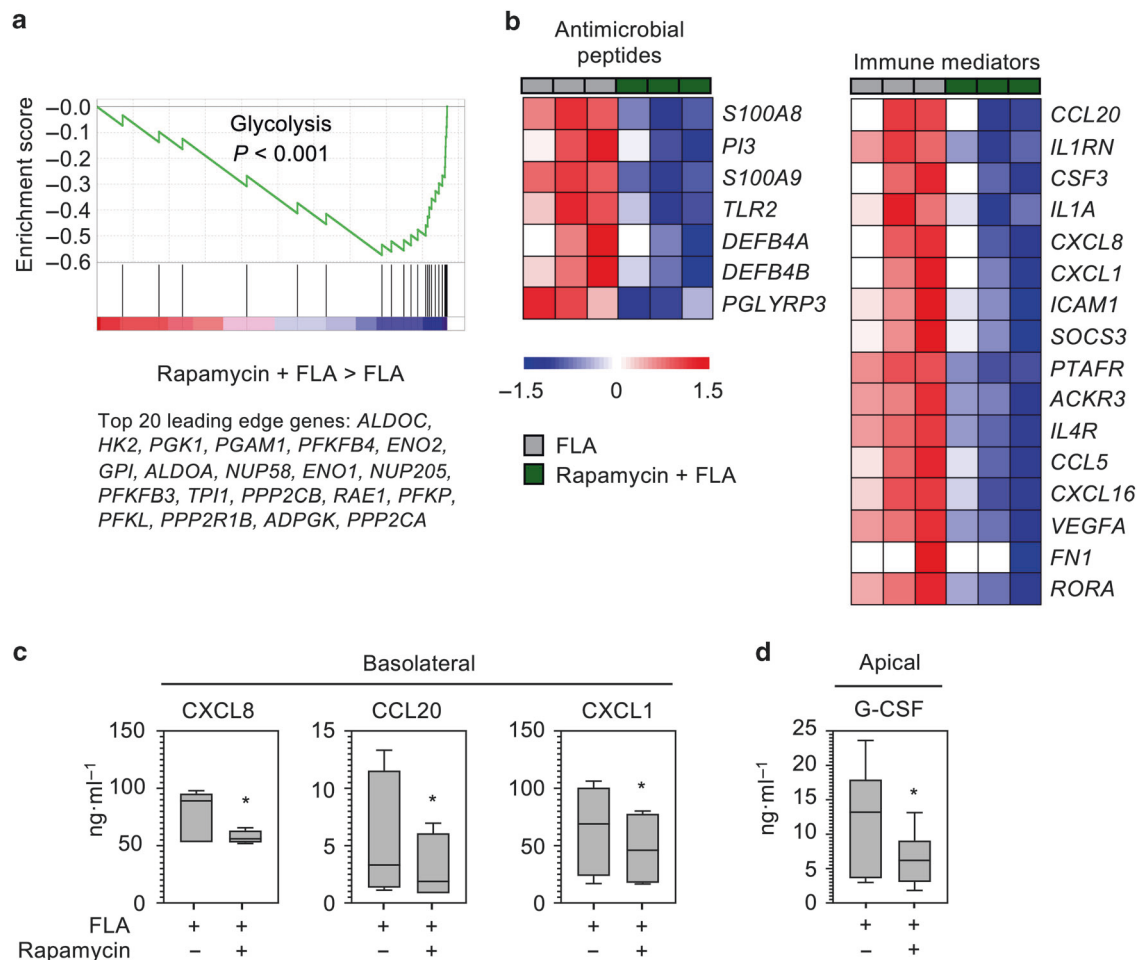 a
Enrichment score
−0.0
−0.1
−0.2
−0.3
−0.4
−0.5
−0.6
Glycolysis
P < 0.001
Rapamycin + FLA > FLA
Top 20 leading edge genes: ALDOC,
HK2, PGK1, PGAM1, PFKFB4, ENO2,
GPI, ALDOA, NUP58, ENO1, NUP205,
PFKFB3, TPI1, PPP2CB, RAE1, PFKP,
PFKL, PPP2R1B, ADPGK, PPP2CA
b
Antimicrobial
peptides
S100A8
PI3
S100A9
TLR2
DEFB4A
DEFB4B
PGLYRP3
−1.5 0 1.5
FLA
Rapamycin + FLA
Immune mediators
CCL20
IL1RN
CSF3
IL1A
CXCL8
CXCL1
ICAM1
SOCS3
PTAFR
ACKR3
IL4R
CCL5
CXCL16
VEGFA
FN1
RORA
c
Basolateral
CXCL8
ng·ml−1
150
100
50
0
*
CCL20
15
10
5
0
*
CXCL1
150
100
50
0
*
FLA + + + + + +
Rapamycin − + − + − +
d
Apical
G-CSF
ng·ml−1
25
20
15
10
5
0
*
+ +
− +